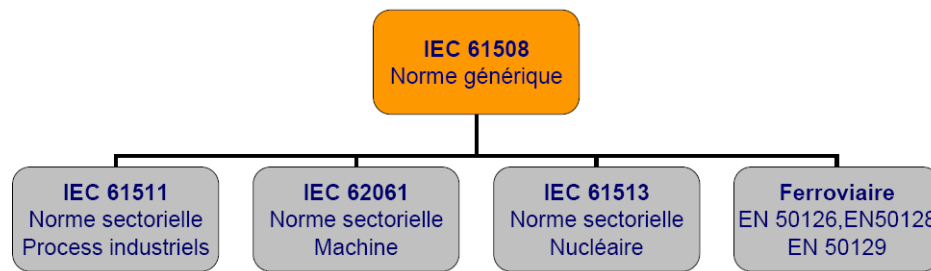 IEC 61508
Norme générique
IEC 61511
Norme sectorielle
Process industriels
IEC 62061
Norme sectorielle
Machine
IEC 61513
Norme sectorielle
Nucléaire
Ferroviaire
EN 50126,EN50128
EN 50129